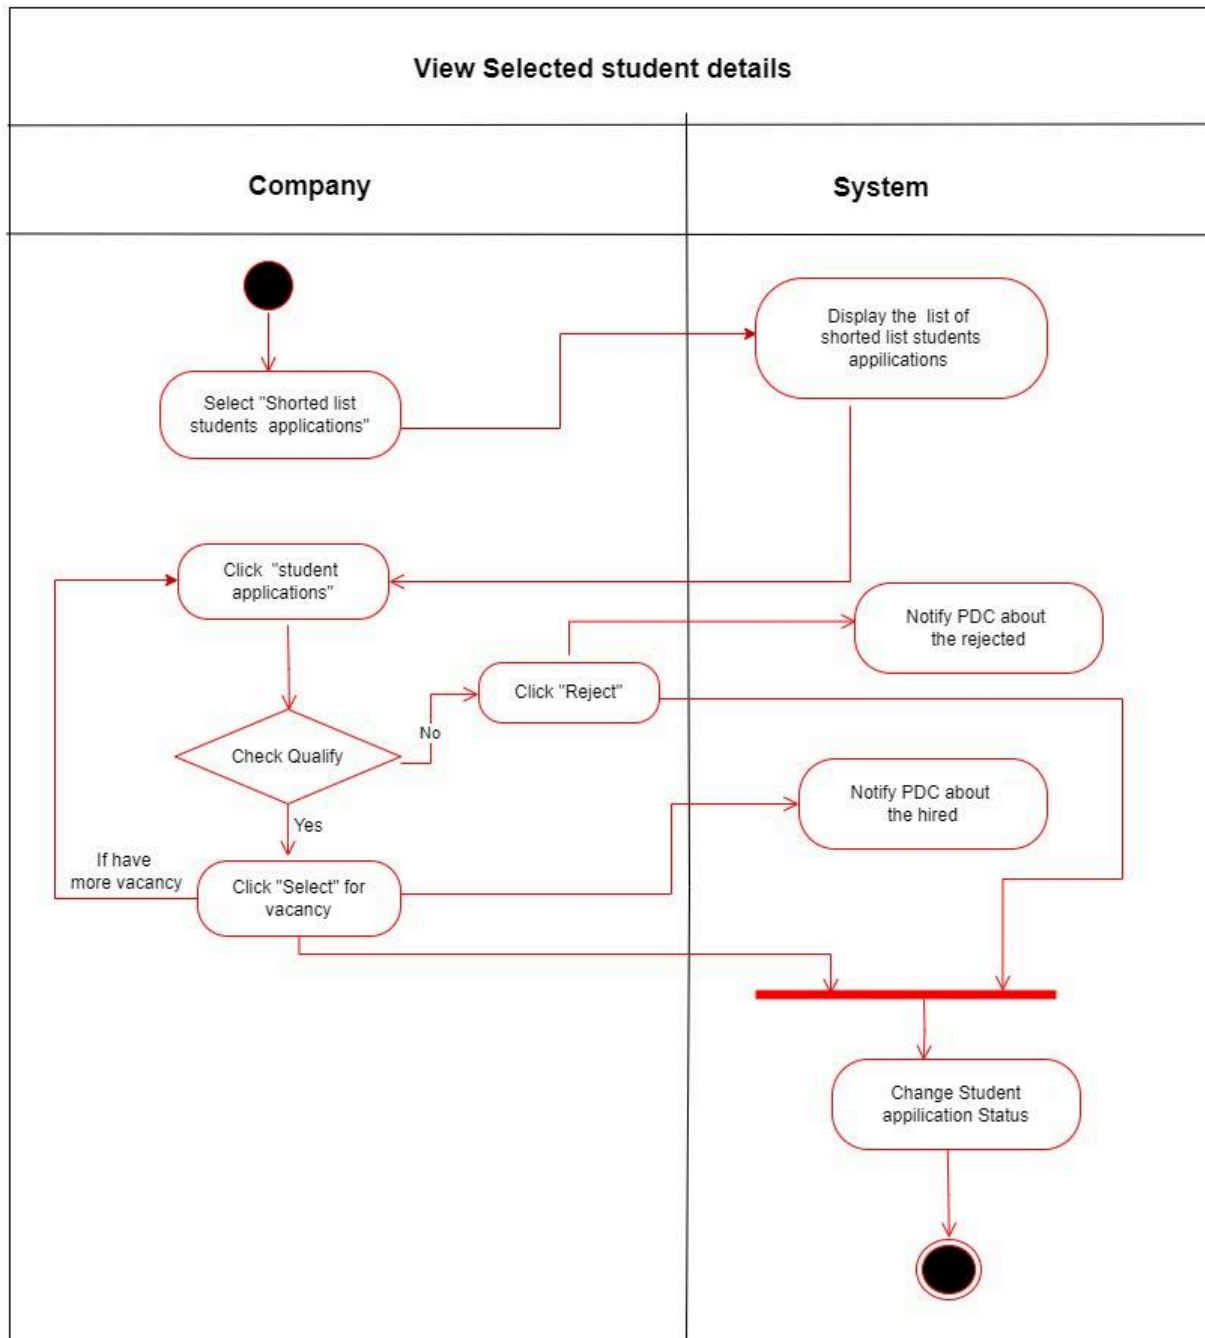 View Selected student details
Company
System
Display the list of
shorted list students
appilications
Select "Shorted list
students applications"
Click "student
applications"
Notify PDC about
the rejected
Click "Reject"
No
Check Qualify
Notify PDC about
the hired
Yes
If have
more vacancy
Click "Select" for
vacancy
Change Student
appilication Status